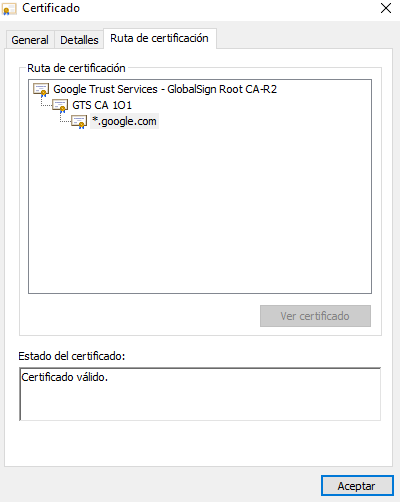 Certificado
General
Detalles
Ruta de certificación
Ruta de certificación
Google Trust Services - GlobalSign Root CA-R2
GTS CA 1O1
*.google.com
Ver certificado
Estado del certificado:
Certificado válido.
Aceptar